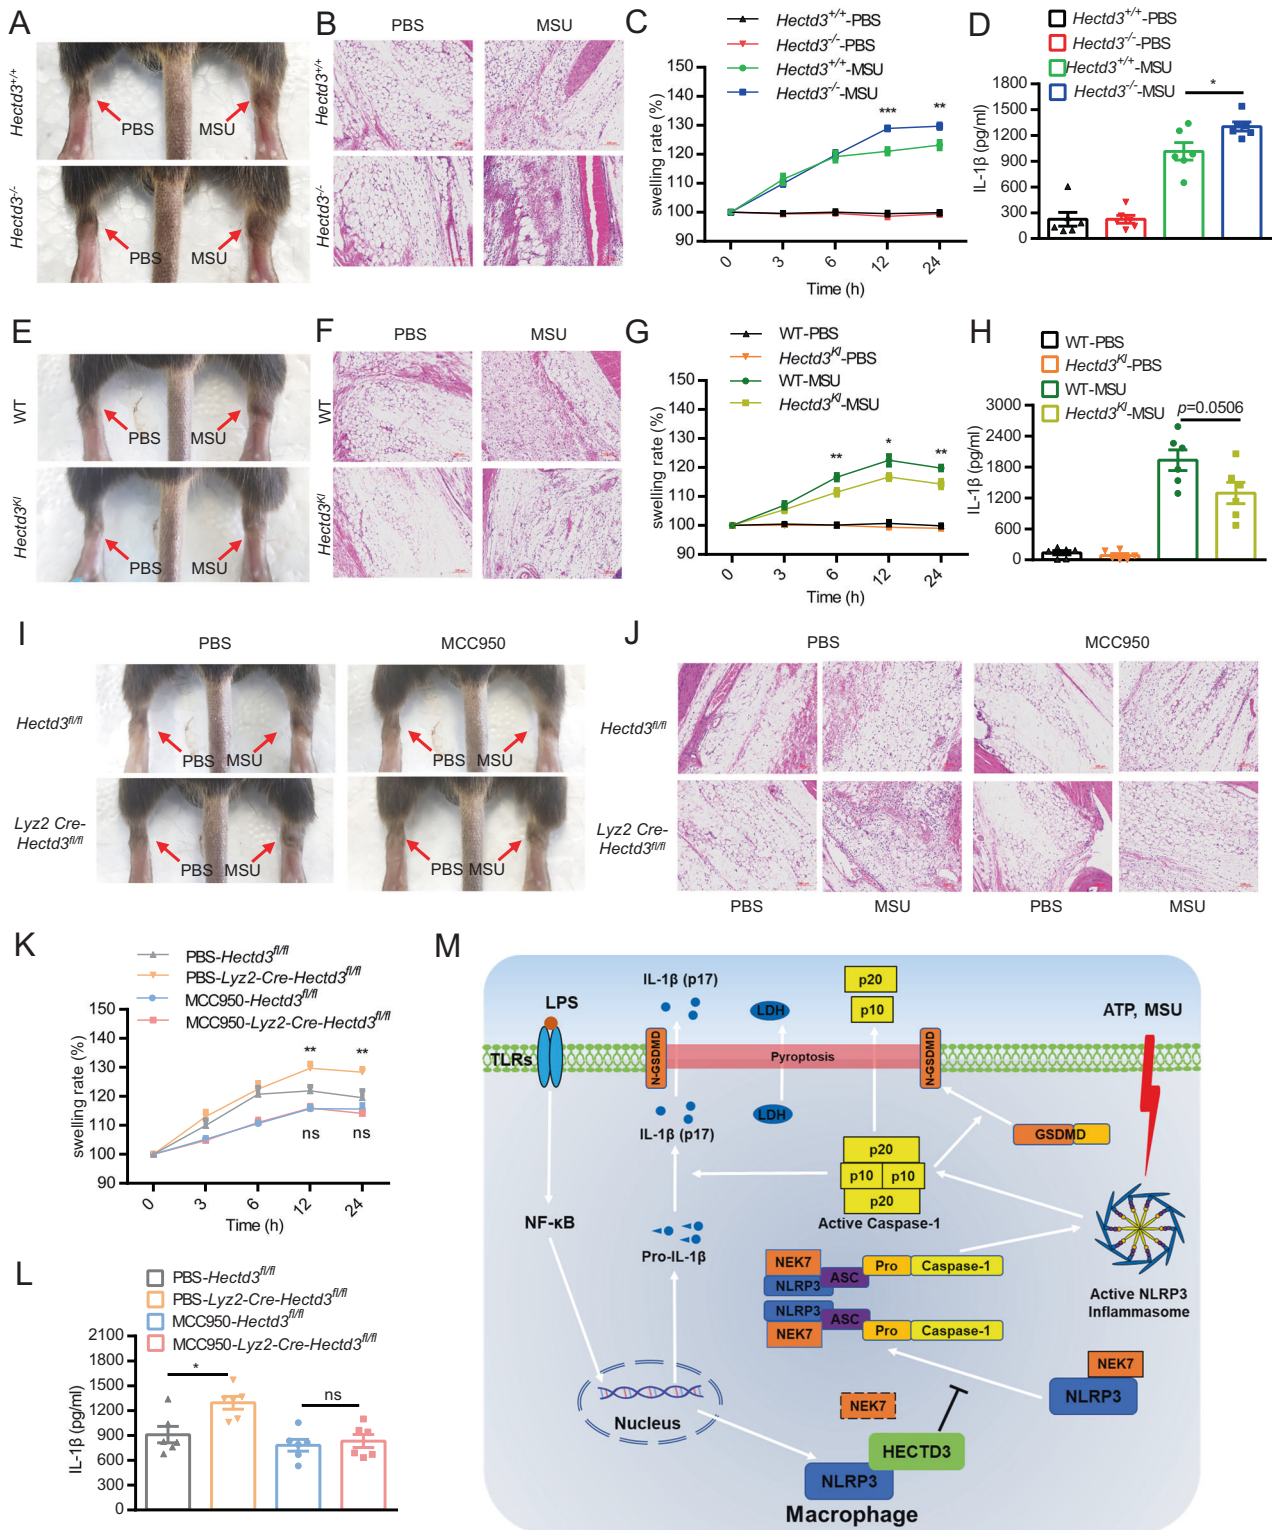 A
Hectd3+/+
PBS
MSU
Hectd3-/-
PBS
MSU
B
PBS
MSU
Hectd3+/+
Hectd3-/-
C
Hectd3+/+-PBS
Hectd3-/--PBS
Hectd3+/+-MSU
Hectd3-/--MSU
swelling rate (%)
150
140
130
120
110
100
90
***
**
0
3
6
12
24
Time (h)
D
Hectd3+/+-PBS
Hectd3-/--PBS
Hectd3+/+-MSU
Hectd3-/--MSU
IL-1β (pg/ml)
1800
1500
1200
900
600
300
0
*
E
WT
PBS
MSU
Hectd3KI
PBS
MSU
F
PBS
MSU
WT
Hectd3KI
G
WT-PBS
Hectd3KI-PBS
WT-MSU
Hectd3KI-MSU
swelling rate (%)
150
140
130
120
110
100
90
**
*
**
0
3
6
12
24
Time (h)
H
WT-PBS
Hectd3KI-PBS
WT-MSU
Hectd3KI-MSU
IL-1β (pg/ml)
3000
2400
1800
1200
600
0
p=0.0506
I
PBS
MCC950
Hectd3fl/fl
PBS
MSU
PBS
MSU
Lyz2 Cre-
Hectd3fl/fl
PBS
MSU
PBS
MSU
J
PBS
MCC950
Hectd3fl/fl
Lyz2 Cre-
Hectd3fl/fl
PBS
MSU
PBS
MSU
K
PBS-Hectd3fl/fl
PBS-Lyz2-Cre-Hectd3fl/fl
MCC950-Hectd3fl/fl
MCC950-Lyz2-Cre-Hectd3fl/fl
swelling rate (%)
150
140
130
120
110
100
90
**
**
ns
ns
0
3
6
12
24
Time (h)
L
PBS-Hectd3fl/fl
PBS-Lyz2-Cre-Hectd3fl/fl
MCC950-Hectd3fl/fl
MCC950-Lyz2-Cre-Hectd3fl/fl
IL-1β (pg/ml)
2100
1800
1500
1200
900
600
300
0
*
ns
M
IL-1β (p17)
LDH
p20
p10
LPS
ATP, MSU
TLRs
N-GSDMD
Pyroptosis
N-GSDMD
LDH
IL-1β (p17)
GSDMD
p20
p10
p10
p20
Active Caspase-1
NF-κB
Pro-IL-1β
NEK7
NLRP3
ASC
Pro
Caspase-1
NLRP3
NEK7
ASC
Pro
Caspase-1
Active NLRP3
Inflammasome
NEK7
NLRP3
Nucleus
NEK7
HECTD3
NLRP3
Macrophage